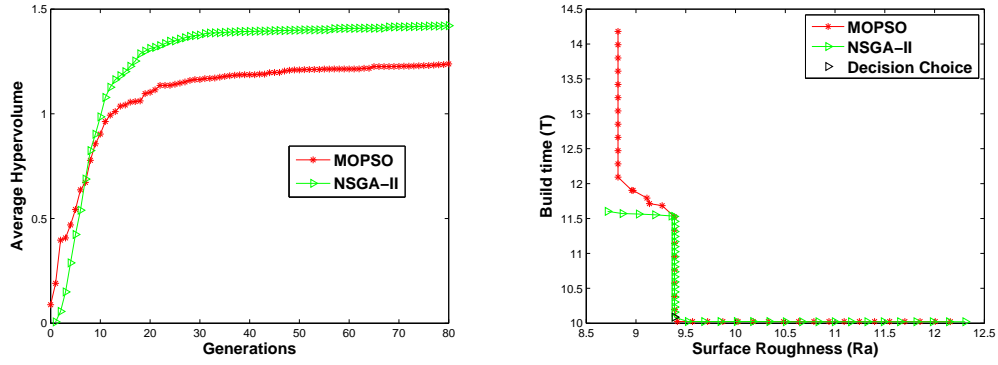 1.5
1
0.5
0
Average Hypervolume
0 10 20 30 40 50 60 70 80
Generations
MOPSO
NSGA-II
14.5
14
13.5
13
12.5
12
11.5
11
10.5
10
Build time (T)
8.5 9 9.5 10 10.5 11 11.5 12 12.5
Surface Roughness (Ra)
MOPSO
NSGA-II
Decision Choice